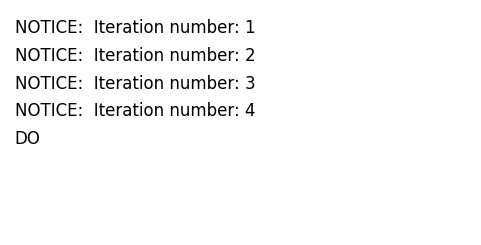 NOTICE:  Iteration number: 1
NOTICE:  Iteration number: 2
NOTICE:  Iteration number: 3
NOTICE:  Iteration number: 4
DO